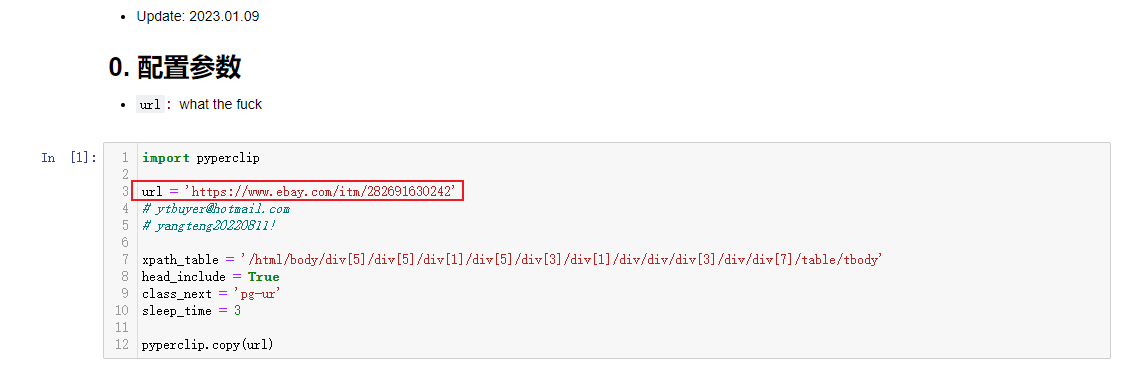 Update: 2023.01.09
0. 配置参数
url： what the fuck
In [1]:
1 import pyperclip
2
3 url = 'https://www.ebay.com/itm/282691630242'
4 # ytbuyer@hotmail.com
5 # yangteng20220811!
6
7 xpath_table = '/html/body/div[5]/div[5]/div[1]/div[5]/div[3]/div[1]/div/div/div[3]/div/div[7]/table/tbody'
8 head_include = True
9 class_next = 'pg-ur'
10 sleep_time = 3
11
12 pyperclip.copy(url)